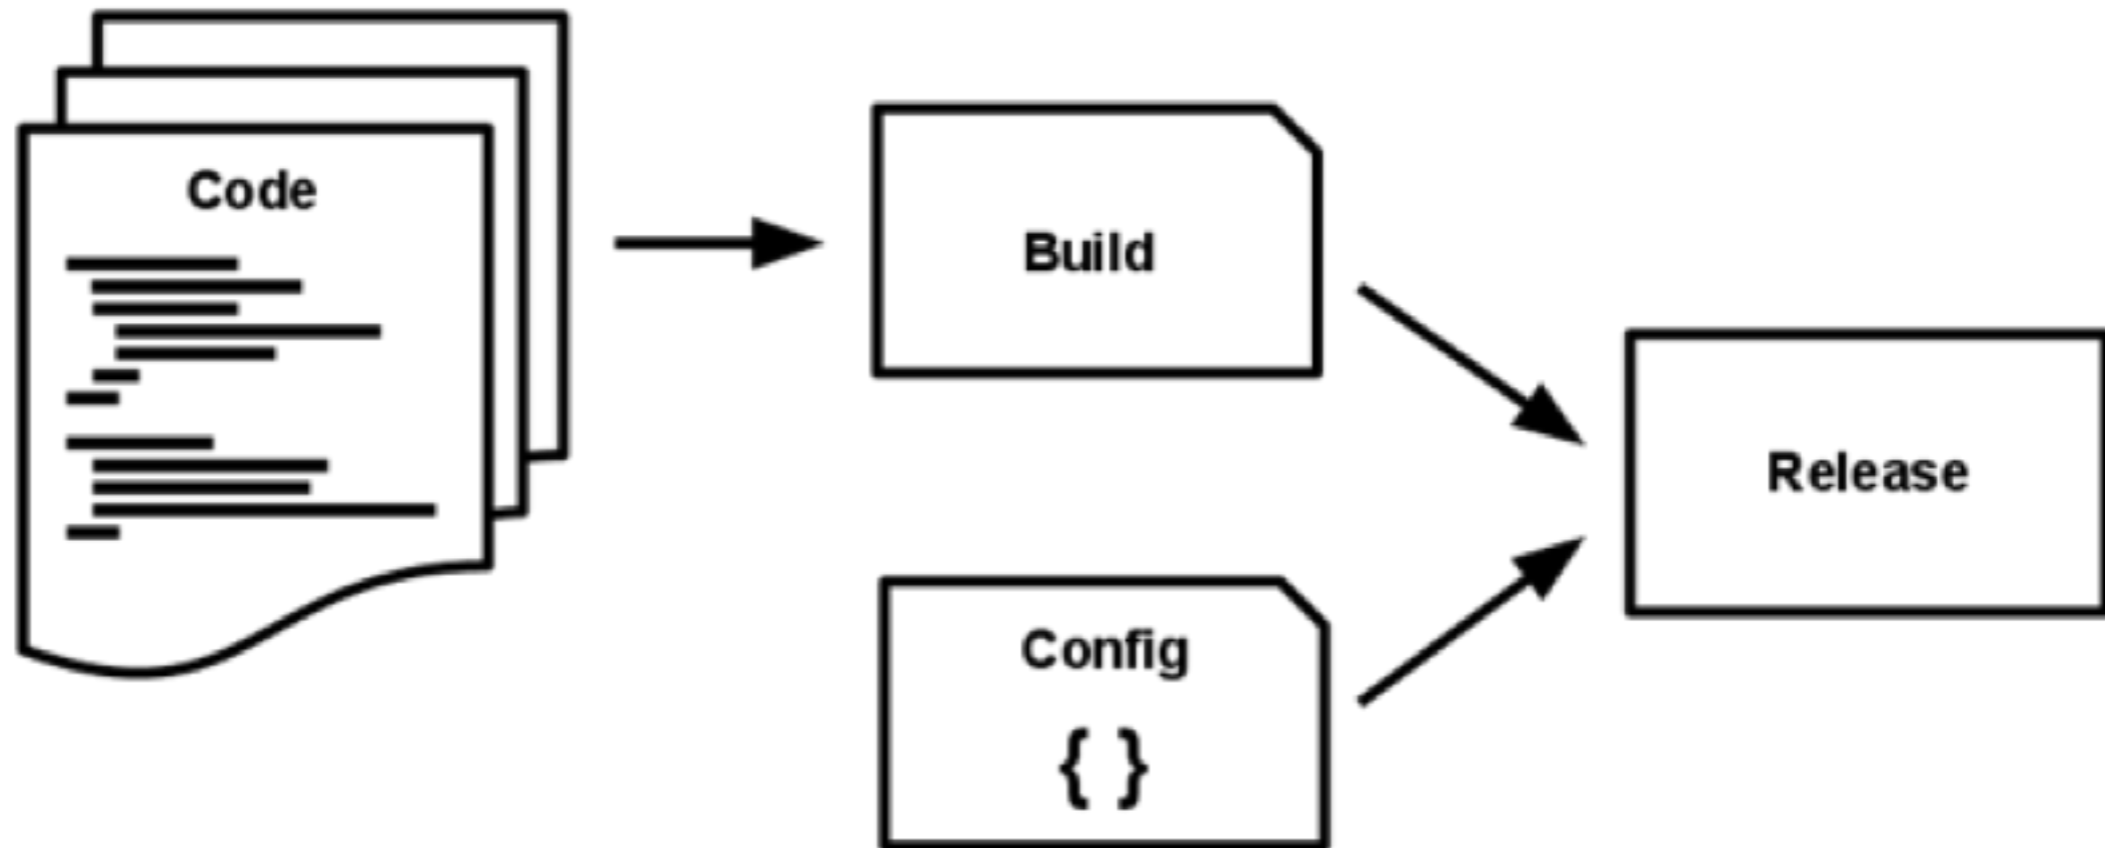 Code
Build
Release
Config
{ }